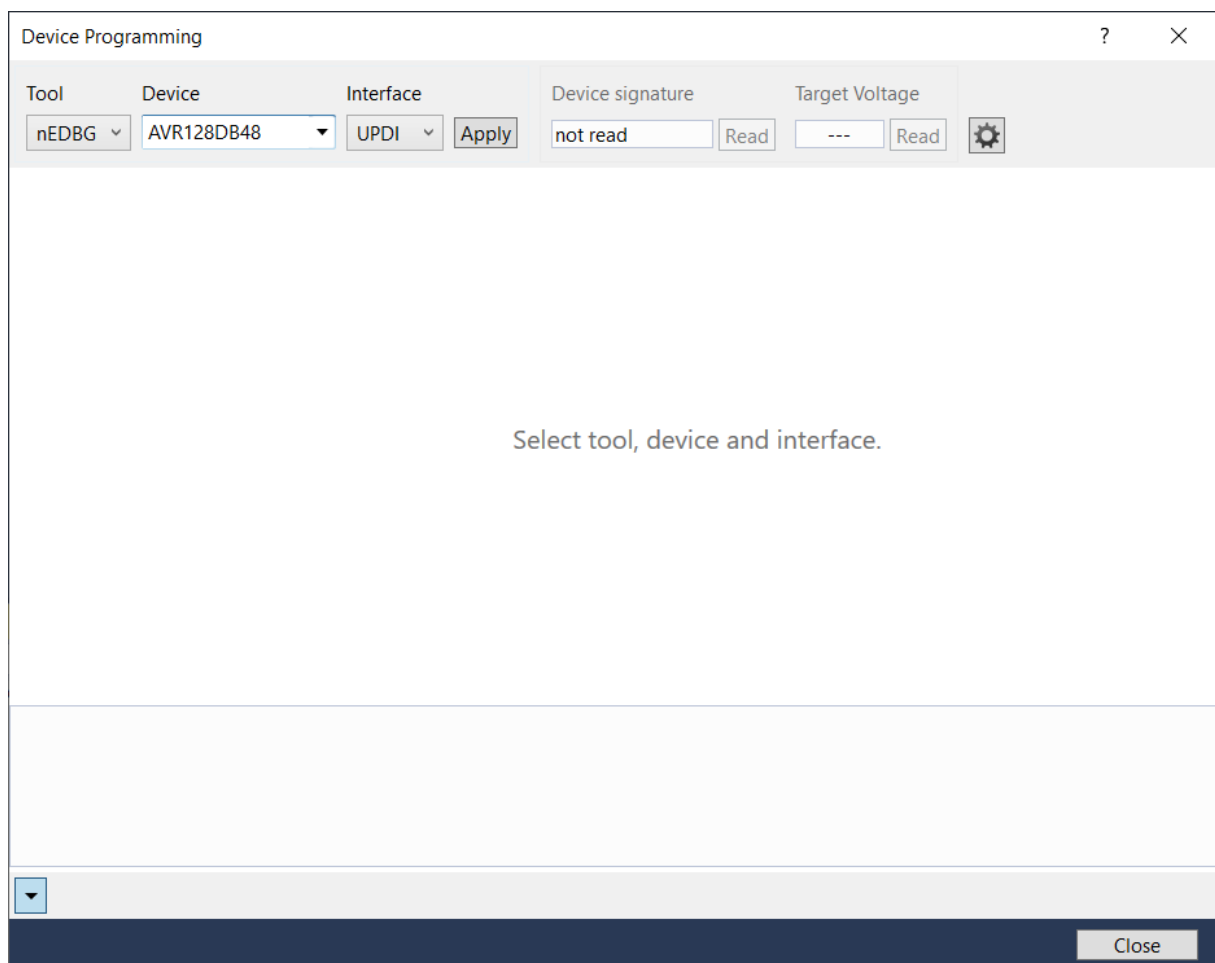 Device Programming ?
Tool Device Interface Device signature Target Voltage
nEDBG AVR128DB48 UPDI Apply not read Read --- Read
Select tool, device and interface.
Close